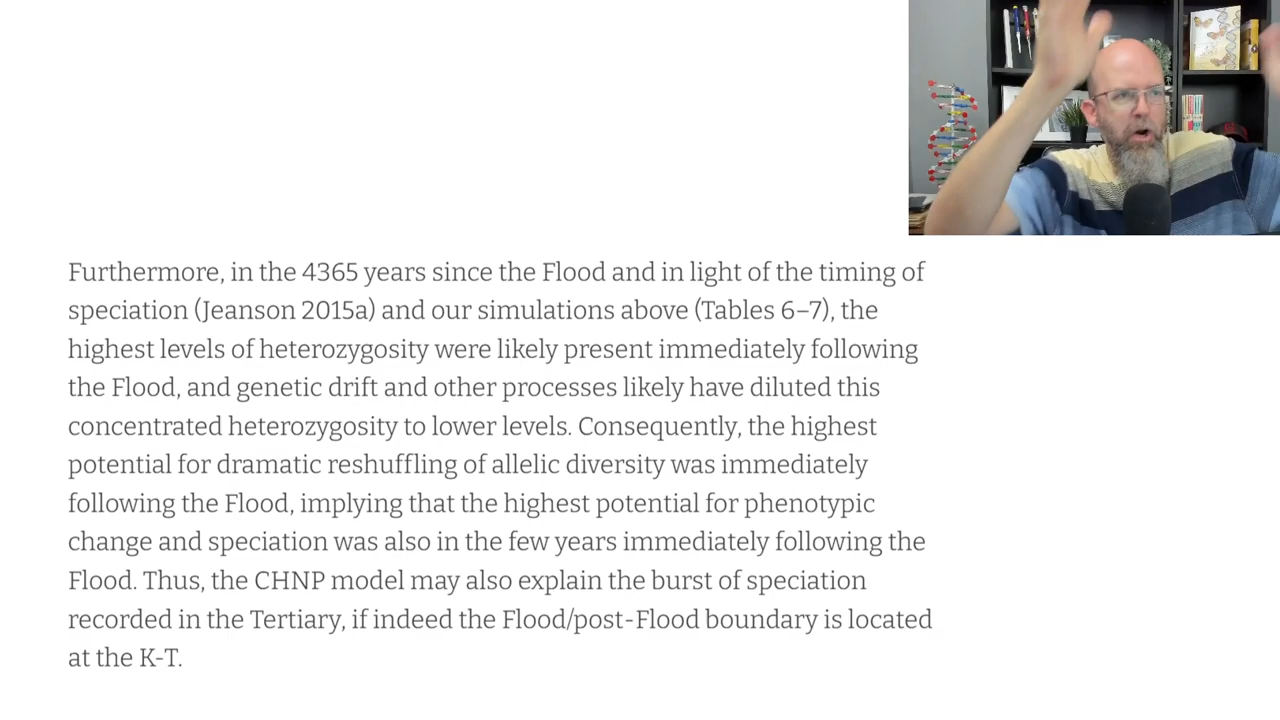 Furthermore, in the 4365 years since the Flood and in light of the timing of
speciation (Jeanson 2015a) and our simulations above (Tables 6–7), the
highest levels of heterozygosity were likely present immediately following
the Flood, and genetic drift and other processes likely have diluted this
concentrated heterozygosity to lower levels. Consequently, the highest
potential for dramatic reshuffling of allelic diversity was immediately
following the Flood, implying that the highest potential for phenotypic
change and speciation was also in the few years immediately following the
Flood. Thus, the CHNP model may also explain the burst of speciation
recorded in the Tertiary, if indeed the Flood/post-Flood boundary is located
at the K-T.